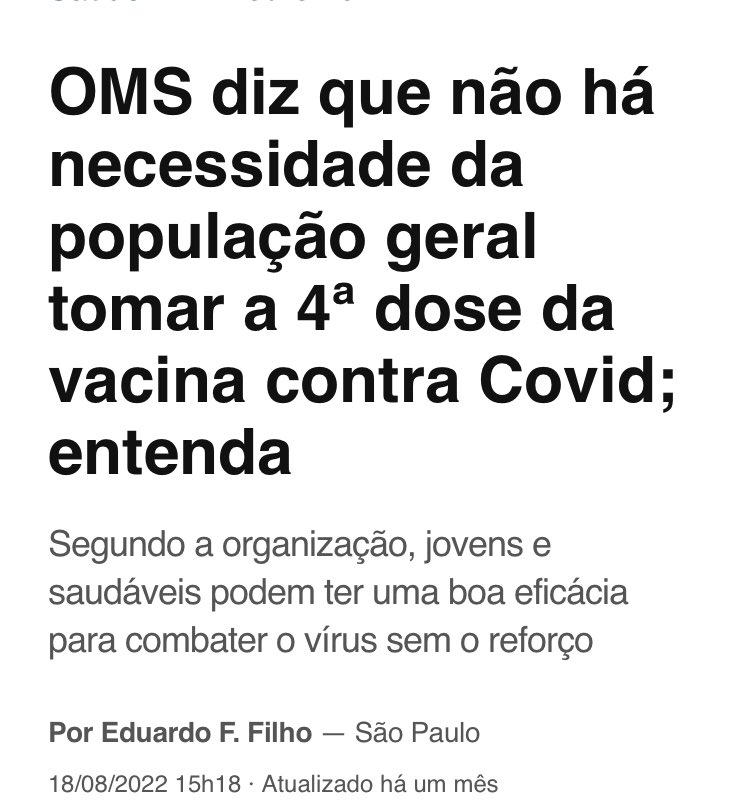 OMS diz que não há
necessidade da
população geral
tomar a 4ª dose da
vacina contra Covid;
entenda
Segundo a organização, jovens e
saudáveis podem ter uma boa eficácia
para combater o vírus sem o reforço
Por Eduardo F. Filho — São Paulo
18/08/2022 15h18 · Atualizado há um mês